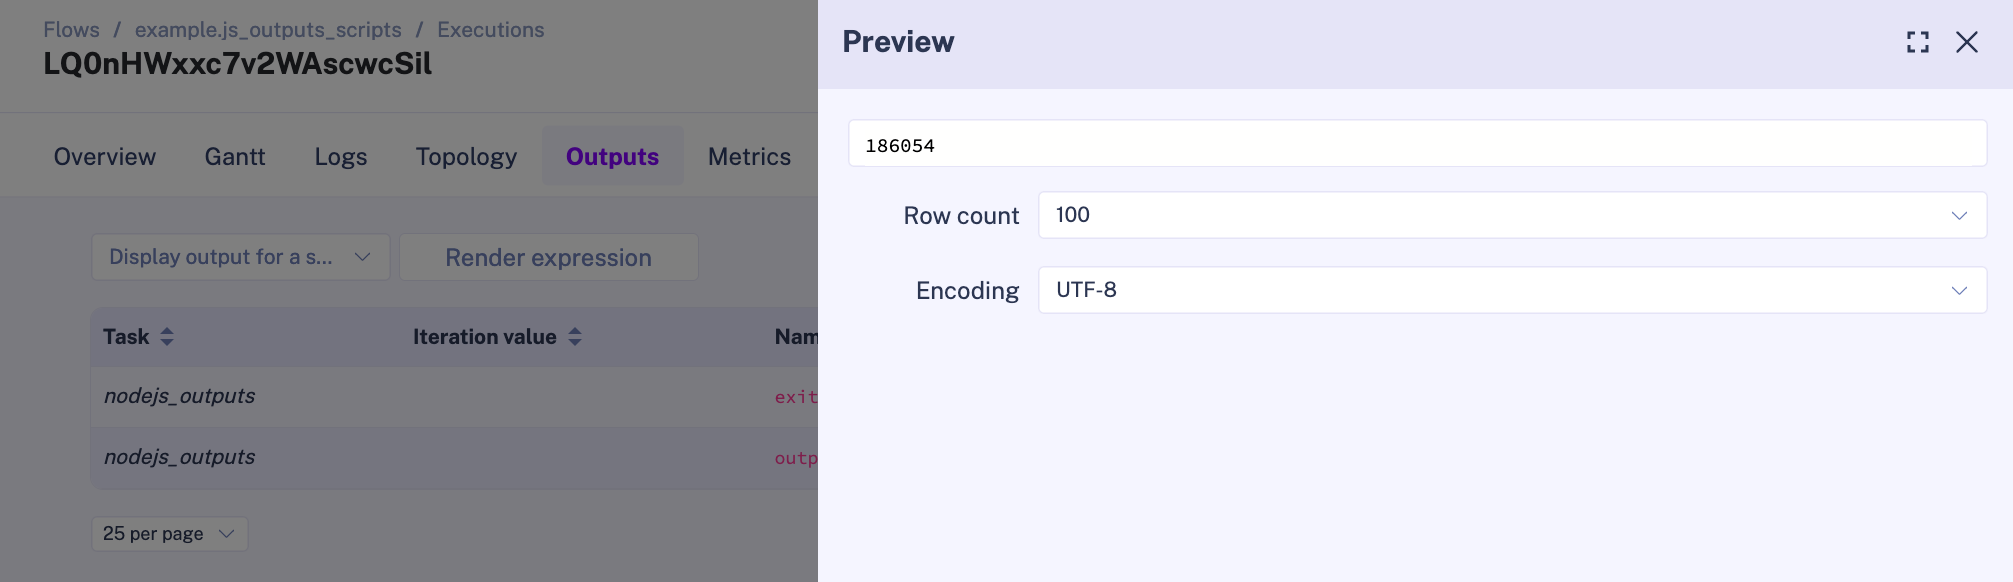 Flows / example.js_outputs_scripts / Executions
LQ0nHWxxc7v2WAscwcSil
Overview Gantt Logs Topology Outputs Metrics
Display output for a s... Render expression
Task Iteration value Nam
nodejs_outputs exit
nodejs_outputs outp
25 per page
Preview
186054
Row count 100
Encoding UTF-8